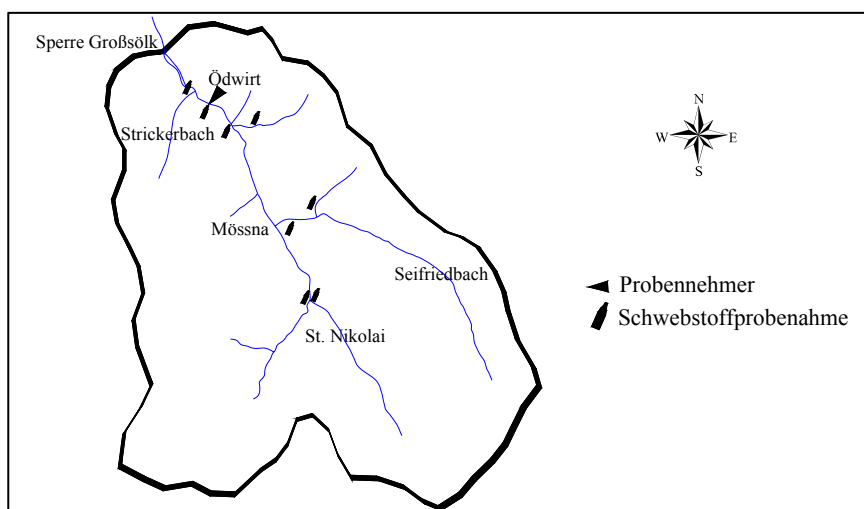 Sperre Großsölk
Ödwirt
Strickerbach
Mössna
Seifriedbach
St. Nikolai
N
W E
S
Probennehmer
Schwebstoffprobenahme